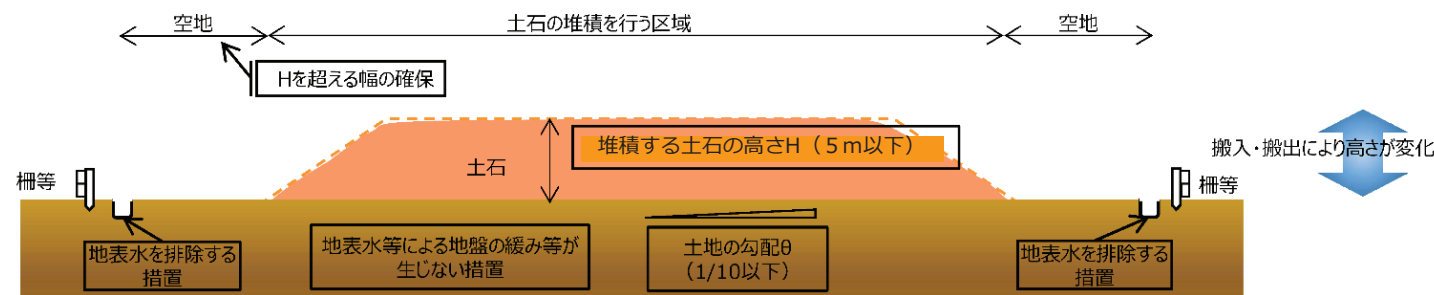 空地
土石の堆積を行う区域
空地
Hを超える幅の確保
堆積する土石の高さH（５ｍ以下）
土石
搬入・搬出により高さが変化
柵等
柵等
地表水を排除する
措置
地表水等による地盤の緩み等が
生じない措置
土地の勾配θ
（1/10以下）
地表水を排除する
措置